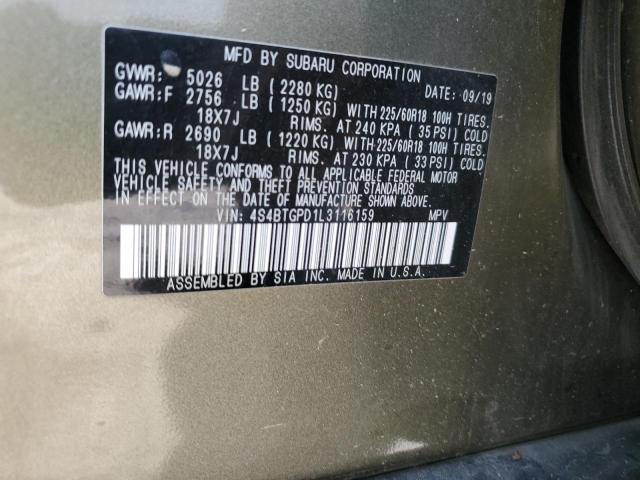 MFD BY SUBARU CORPORATION
GVWR: 5026 LB (2280 KG) DATE: 09/19
GAWR:F 2756 LB (1250 KG) WITH 225/60R18 100H TIRES,
18X7J RIMS, AT 240 KPA (35 PSI) COLD
GAWR:R 2690 LB (1220 KG) WITH 225/60R18 100H TIRES,
18X7J RIMS, AT 230 KPA (33 PSI) COLD
THIS VEHICLE CONFORMS TO ALL APPLICABLE FEDERAL MOTOR
VEHICLE SAFETY AND THEFT PREVENTION STANDARDS
IN EFFECT ON THE DATE OF MANUFACTURE SHOWN ABOVE.
VIN: 4S4BTGPD1L3116159 MPV
ASSEMBLED BY SIA INC. MADE IN U.S.A.